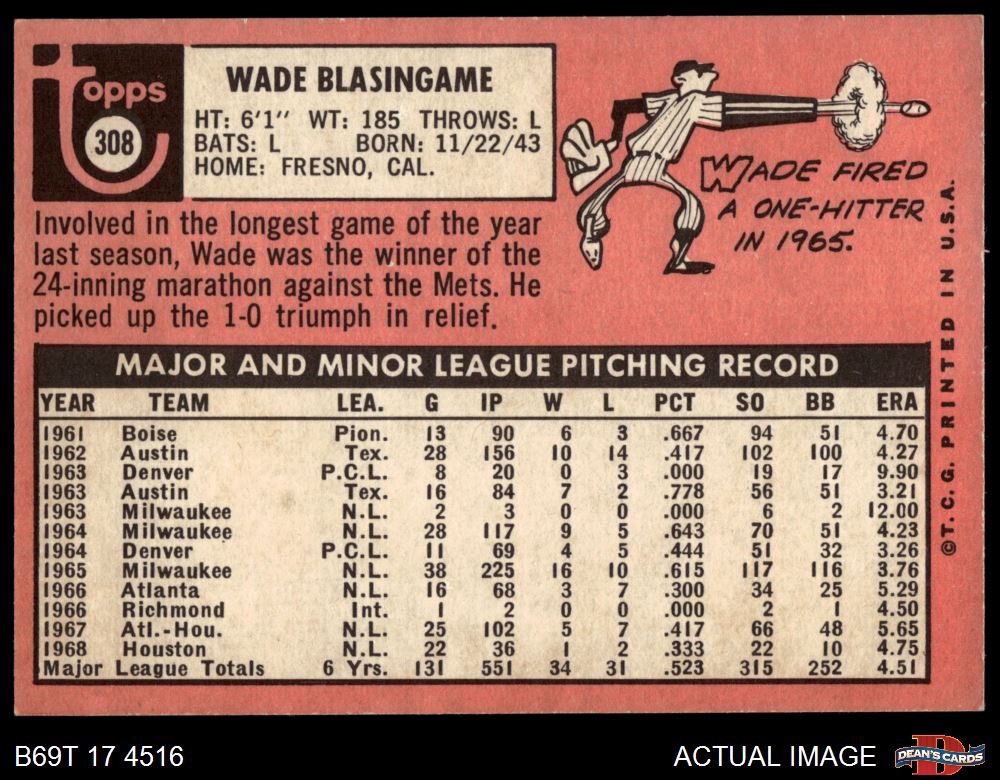 Topps
308
WADE BLASINGAME
HT: 6'1" WT: 185 THROWS: L
BATS: L BORN: 11/22/43
HOME: FRESNO, CAL.
WADE FIRED
A ONE-HITTER
IN 1965.
Involved in the longest game of the year
last season, Wade was the winner of the
24-inning marathon against the Mets. He
picked up the 1-0 triumph in relief.
MAJOR AND MINOR LEAGUE PITCHING RECORD
YEAR TEAM LEA. G IP W L PCT SO BB ERA
1961 Boise Pion. 13 90 6 3 .667 94 51 4.70
1962 Austin Tex. 28 156 10 14 .417 102 100 4.27
1963 Denver P.C.L. 8 20 0 3 .000 19 17 9.90
1963 Austin Tex. 16 84 7 2 .778 56 51 3.21
1963 Milwaukee N.L. 2 3 0 0 .000 6 2 12.00
1964 Milwaukee N.L. 28 117 9 5 .643 70 51 4.23
1964 Denver P.C.L. 11 69 4 5 .444 51 32 3.26
1965 Milwaukee N.L. 38 225 16 10 .615 117 116 3.76
1966 Atlanta N.L. 16 68 3 7 .300 34 25 5.29
1966 Richmond Int. 1 2 0 0 .000 2 1 4.50
1967 Atl.-Hou. N.L. 25 102 5 7 .417 66 48 5.65
1968 Houston N.L. 22 36 1 2 .333 22 10 4.75
Major League Totals 6 Yrs. 131 551 34 31 .523 315 252 4.51
©T. C. G. PRINTED IN U.S.A.
B69T 17 4516
ACTUAL IMAGE
D
DEAN'S CARDS